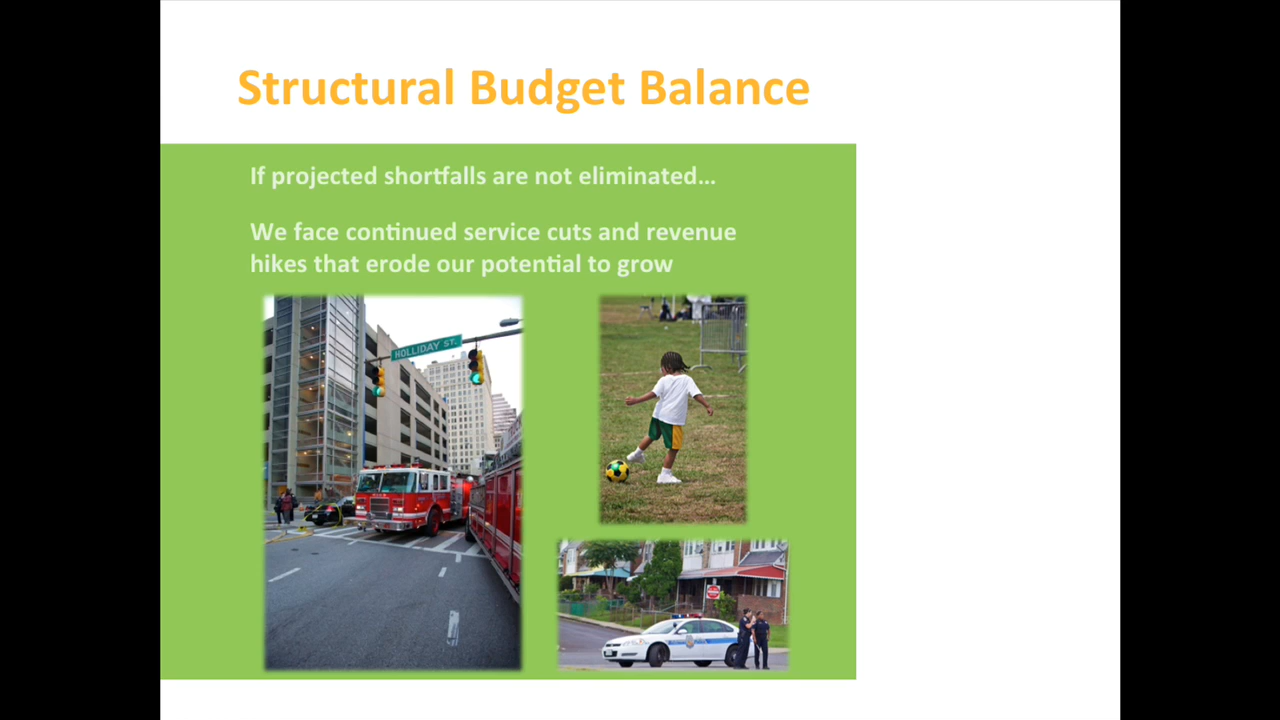 Structural Budget Balance
If projected shortfalls are not eliminated…
We face continued service cuts and revenue
hikes that erode our potential to grow
HOLLIDAY ST.